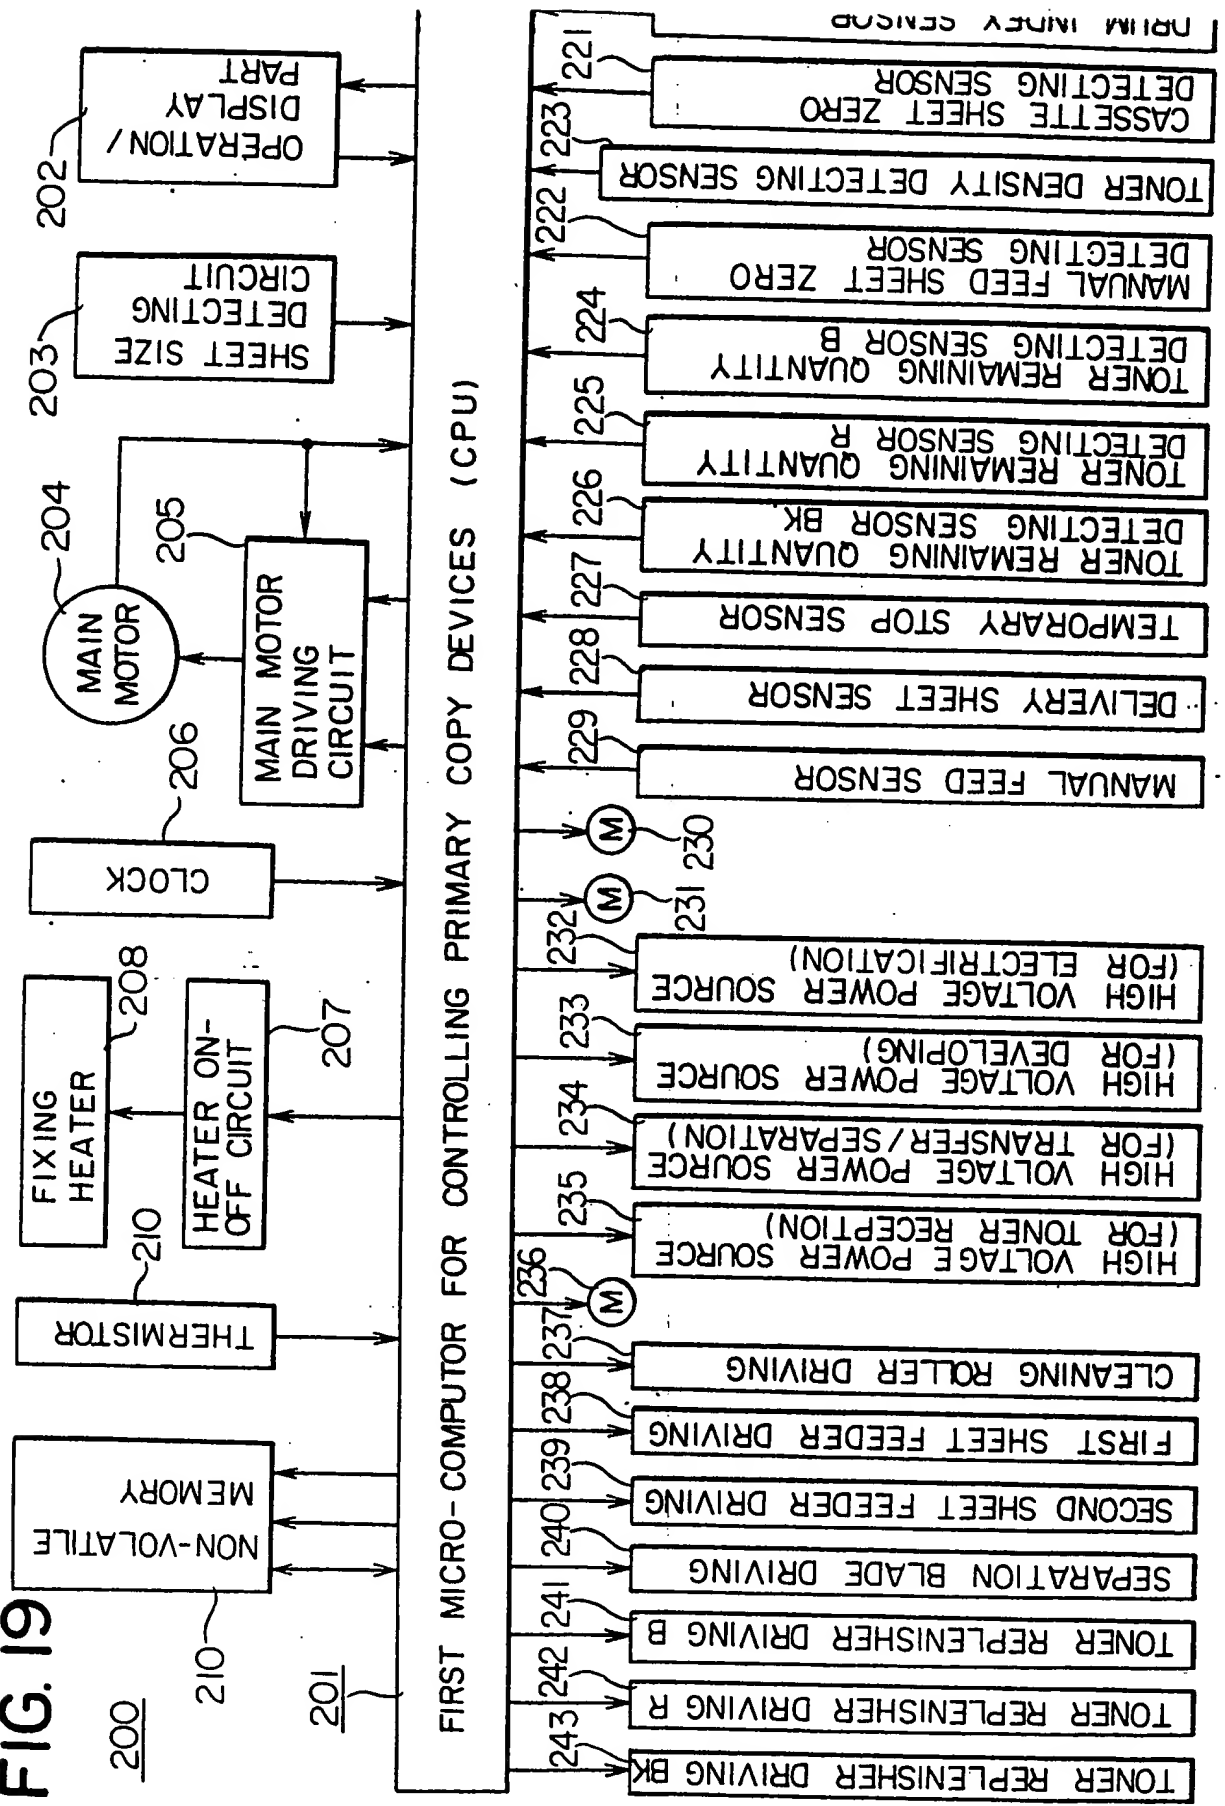 FIG. 19
200
210
NON-VOLATILE
MEMORY
THERMISTOR
210
FIXING
HEATER
208
HEATER ON-
OFF CIRCUIT
207
CLOCK
206
MAIN
MOTOR
204
MAIN MOTOR
DRIVING
CIRCUIT
205
203
SHEET SIZE
DETECTING
CIRCUIT
202
OPERATION/
DISPLAY
PART
201
FIRST MICRO-COMPUTOR FOR CONTROLLING PRIMARY COPY DEVICES (CPU)
243
TONER REPLENISHER DRIVING BK
242
TONER REPLENISHER DRIVING R
241
TONER REPLENISHER DRIVING B
240
SEPARATION BLADE DRIVING
239
SECOND SHEET FEEDER DRIVING
238
FIRST SHEET FEEDER DRIVING
237
CLEANING ROLLER DRIVING
236
M
235
HIGH VOLTAGE POWER SOURCE
(FOR TONER RECEPTION)
234
HIGH VOLTAGE POWER SOURCE
(FOR TRANSFER/SEPARATION)
233
HIGH VOLTAGE POWER SOURCE
(FOR DEVELOPING)
232
HIGH VOLTAGE POWER SOURCE
(FOR ELECTRIFICATION)
M
231
M
230
229
MANUAL FEED SENSOR
228
DELIVERY SHEET SENSOR
227
TEMPORARY STOP SENSOR
226
TONER REMAINING QUANTITY
DETECTING SENSOR BK
225
TONER REMAINING QUANTITY
DETECTING SENSOR R
224
TONER REMAINING QUANTITY
DETECTING SENSOR B
222
MANUAL FEED SHEET ZERO
DETECTING SENSOR
223
TONER DENSITY DETECTING SENSOR
221
CASSETTE SHEET ZERO
DETECTING SENSOR
DRUM INDEX SENSOR